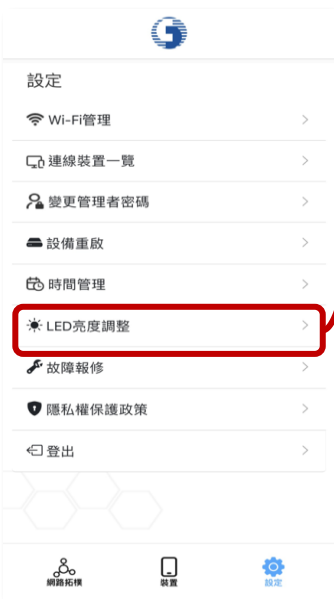 設定
Wi-Fi管理
連線裝置一覽
變更管理者密碼
設備重啟
時間管理
LED亮度調整
故障報修
隱私權保護政策
登出
網路拓樸
裝置
設定